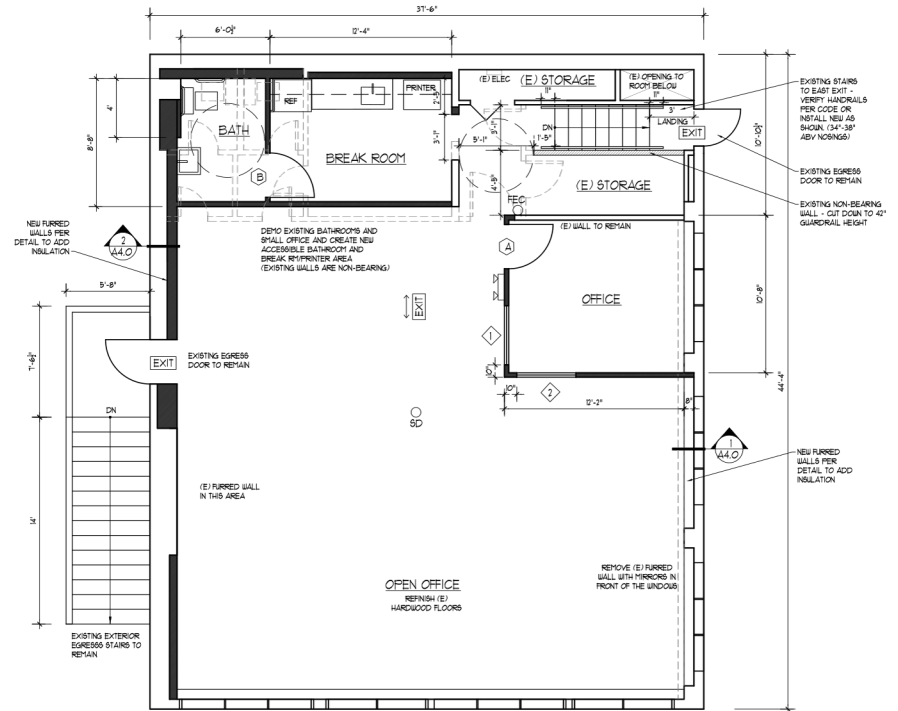 37'-6"
6'-0½"
12'-4"
(E) ELEC
(E) STORAGE
(E) OPENING TO
ROOM BELOW
PRINTER
REF
2'-5"
11"
11"
3'
LANDING
EXIT
DN
3'-1"
3'-1"
5'-1"
1'-5"
4'-5"
4'
8'-8"
BATH
BREAK ROOM
B
(E) STORAGE
FEC
10'-10½"
EXISTING STAIRS
TO EAST EXIT -
VERIFY HANDRAILS
PER CODE OR
INSTALL NEW AS
SHOWN. (34"-38"
ABV NOSINGS)
EXISTING EGRESS
DOOR TO REMAIN
EXISTING NON-BEARING
WALL - CUT DOWN TO 42"
GUARDRAIL HEIGHT
NEW FURRED
WALLS PER
DETAIL TO ADD
INSULATION
2
A4.0
DEMO EXISTING BATHROOMS AND
SMALL OFFICE AND CREATE NEW
ACCESSIBLE BATHROOM AND
BREAK RM/PRINTER AREA
(EXISTING WALLS ARE NON-BEARING)
(E) WALL TO REMAIN
A
OFFICE
10'-8"
5'-8"
EXIT
1
EXIT
EXISTING EGRESS
DOOR TO REMAIN
7'-6½"
10"
10"
2
12'-2"
8"
44'-4"
DN
SD
1
A4.0
NEW FURRED
WALLS PER
DETAIL TO ADD
INSULATION
(E) FURRED WALL
IN THIS AREA
14'
REMOVE (E) FURRED
WALL WITH MIRRORS IN
FRONT OF THE WINDOWS
OPEN OFFICE
REFINISH (E)
HARDWOOD FLOORS
EXISTING EXTERIOR
EGRESSS STAIRS TO
REMAIN